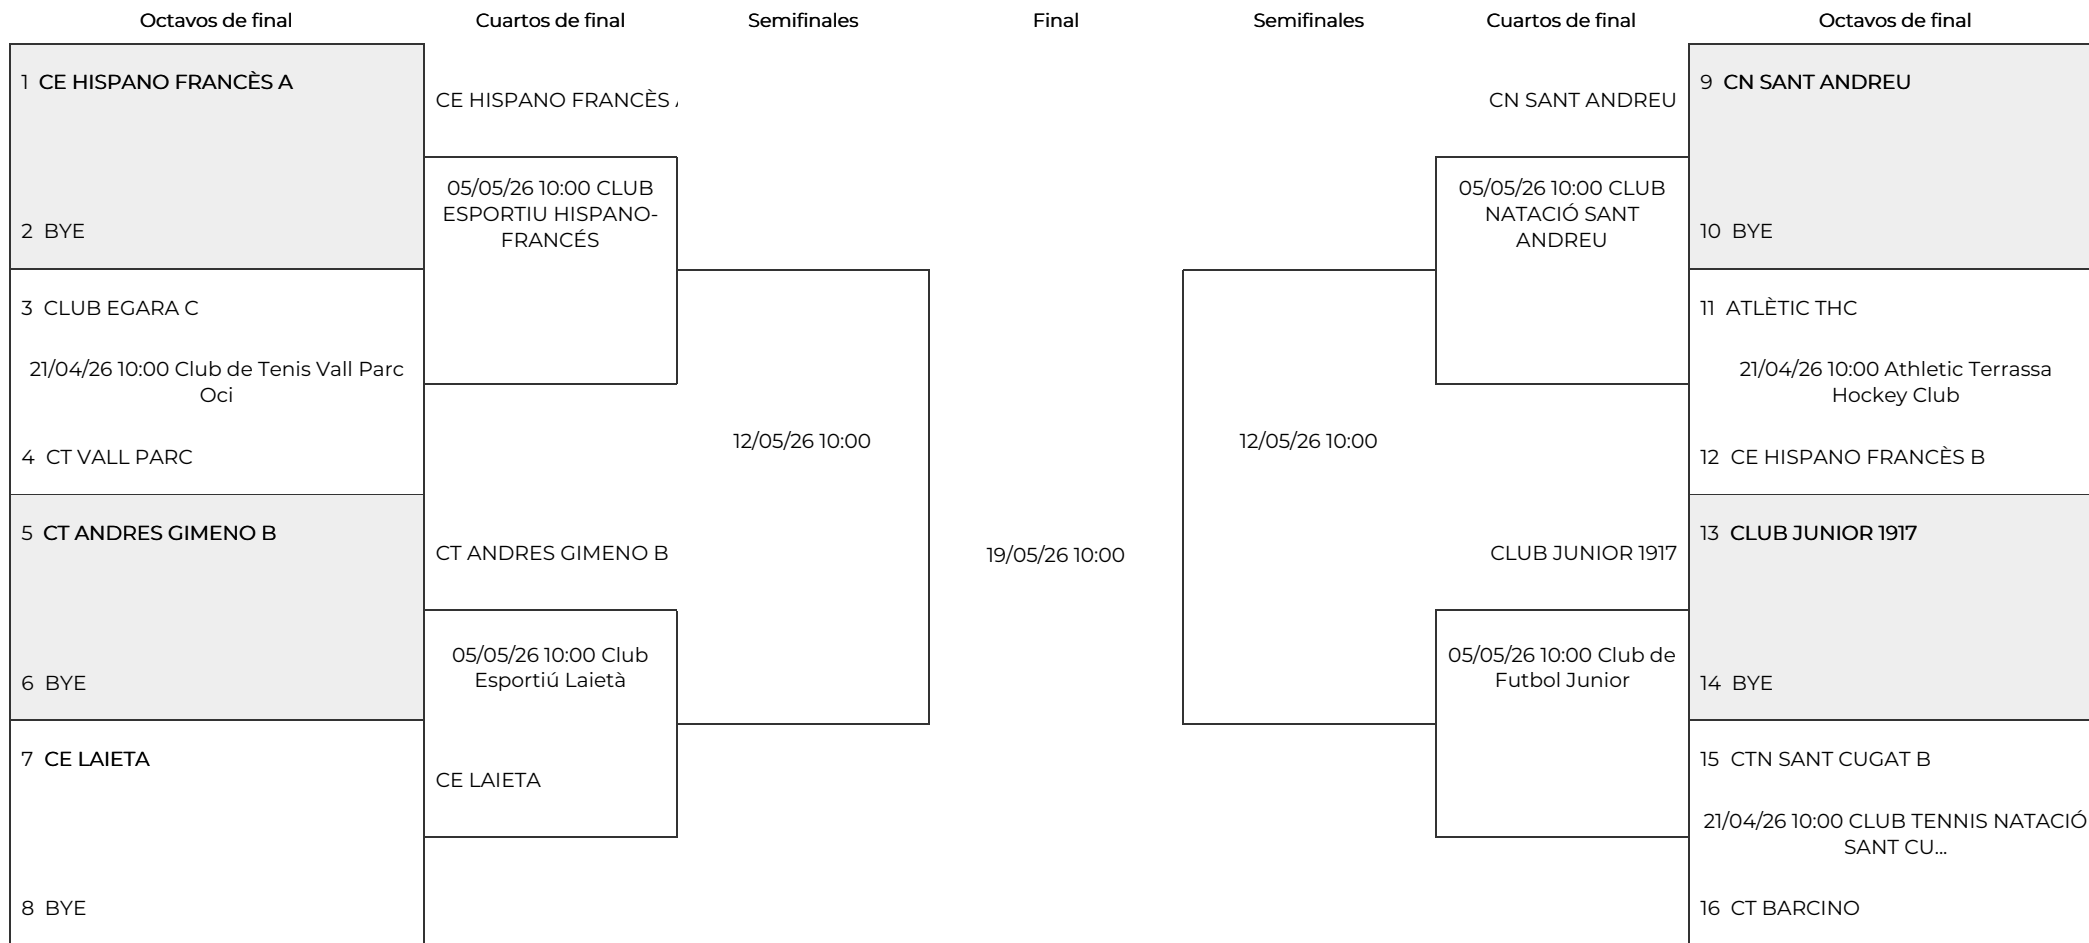 Octavos de final
Cuartos de final
Semifinales
Final
Semifinales
Cuartos de final
Octavos de final
1 CE HISPANO FRANCÈS A
2 BYE
3 CLUB EGARA C
21/04/26 10:00 Club de Tenis Vall Parc
Oci
4 CT VALL PARC
5 CT ANDRES GIMENO B
6 BYE
7 CE LAIETA
8 BYE
CE HISPANO FRANCÈS
05/05/26 10:00 CLUB
ESPORTIU HISPANO-
FRANCÉS
CT ANDRES GIMENO B
05/05/26 10:00 Club
Esportiú Laietà
CE LAIETA
12/05/26 10:00
19/05/26 10:00
12/05/26 10:00
CN SANT ANDREU
05/05/26 10:00 CLUB
NATACIÓ SANT
ANDREU
CLUB JUNIOR 1917
05/05/26 10:00 Club de
Futbol Junior
9 CN SANT ANDREU
10 BYE
11 ATLÈTIC THC
21/04/26 10:00 Athletic Terrassa
Hockey Club
12 CE HISPANO FRANCÈS B
13 CLUB JUNIOR 1917
14 BYE
15 CTN SANT CUGAT B
21/04/26 10:00 CLUB TENNIS NATACIÓ
SANT CU...
16 CT BARCINO